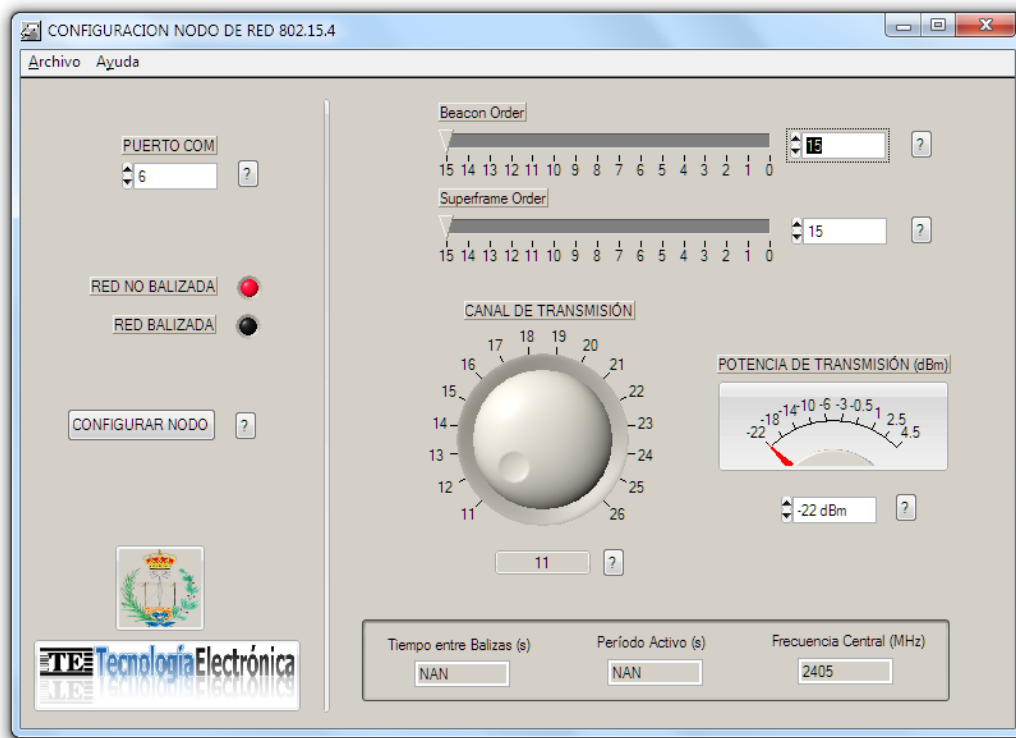 CONFIGURACION NODO DE RED 802.15.4
Archivo Ayuda
PUERTO COM
6 ?
RED NO BALIZADA
RED BALIZADA
CONFIGURAR NODO ?
TE TecnologíaElectrónica
Beacon Order
15 ?
15 14 13 12 11 10 9 8 7 6 5 4 3 2 1 0
Superframe Order
15 ?
15 14 13 12 11 10 9 8 7 6 5 4 3 2 1 0
CANAL DE TRANSMISIÓN
11 12 13 14 15 16 17 18 19 20 21 22 23 24 25 26
11 ?
POTENCIA DE TRANSMISIÓN (dBm)
-22 -18 -14 -10 -6 -3 -0.5 1 2.5 4.5
-22 dBm ?
Tiempo entre Balizas (s)
NAN
Período Activo (s)
NAN
Frecuencia Central (MHz)
2405